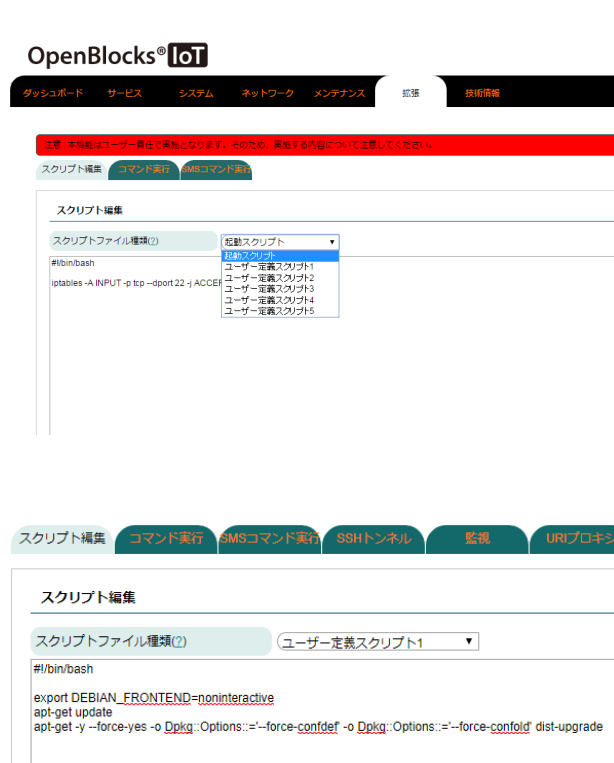 OpenBlocks® IoT
ダッシュボード サービス システム ネットワーク メンテナンス 拡張 技術情報
注意:本機能はユーザー責任で実施となります。そのため、実施する内容について注意してください。
スクリプト編集 コマンド実行 SMSコマンド実行
スクリプト編集
スクリプトファイル種類(?) 起動スクリプト
起動スクリプト
#!/bin/bash
ユーザー定義スクリプト1
iptables -A INPUT -p tcp --dport 22 -j ACCEP
ユーザー定義スクリプト2
ユーザー定義スクリプト3
ユーザー定義スクリプト4
ユーザー定義スクリプト5
スクリプト編集 コマンド実行 SMSコマンド実行 SSHトンネル 監視 URIプロキシ
スクリプト編集
スクリプトファイル種類(?) ユーザー定義スクリプト1
#!/bin/bash
export DEBIAN_FRONTEND=noninteractive
apt-get update
apt-get -y --force-yes -o Dpkg::Options::='--force-confdef' -o Dpkg::Options::='--force-confold' dist-upgrade